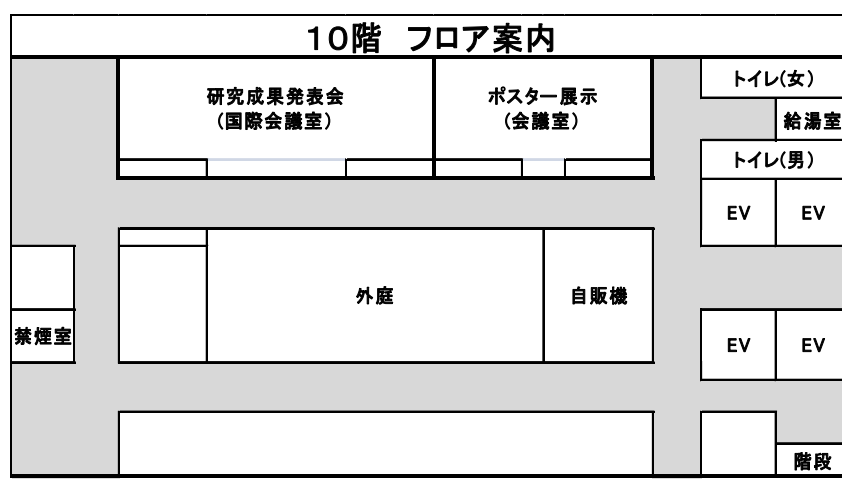 10階　フロア案内
研究成果発表会
（国際会議室）
ポスター展示
（会議室）
トイレ(女)
給湯室
トイレ(男)
EV
EV
外庭
自販機
禁煙室
EV
EV
階段